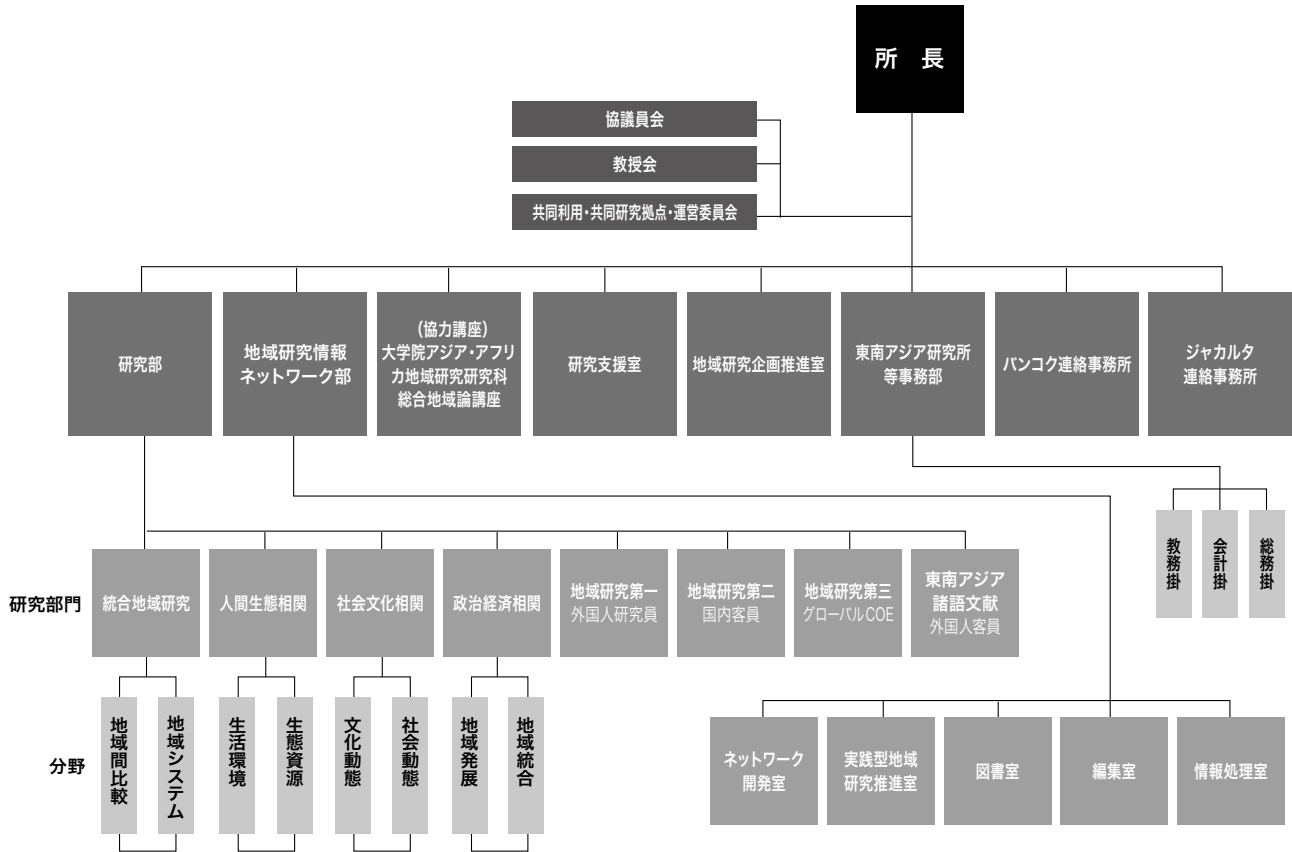 所　長
協議員会
教授会
共同利用・共同研究拠点・運営委員会
研究部
地域研究情報
ネットワーク部
(協力講座)
大学院アジア・アフリ
カ地域研究研究科
総合地域論講座
研究支援室
地域研究企画推進室
東南アジア研究所
等事務部
バンコク連絡事務所
ジャカルタ
連絡事務所
教務掛
会計掛
総務掛
研究部門
統合地域研究
人間生態相関
社会文化相関
政治経済相関
地域研究第一
外国人研究員
地域研究第二
国内客員
地域研究第三
グローバルCOE
東南アジア
諸語文献
外国人客員
分野
地域間比較
地域システム
生活環境
生態資源
文化動態
社会動態
地域発展
地域統合
ネットワーク
開発室
実践型地域
研究推進室
図書室
編集室
情報処理室